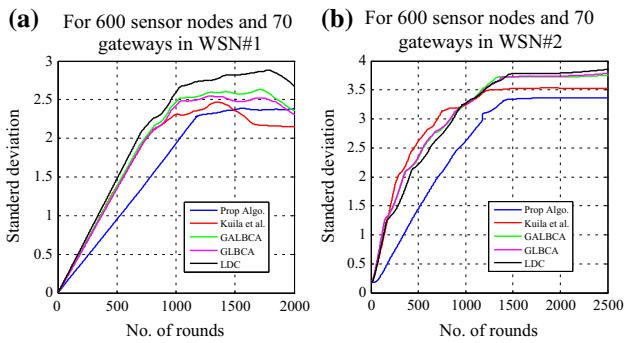 (a) For 600 sensor nodes and 70
gateways in WSN#1
3
2.5
2
1.5
1
0.5
0
Standerd deviation
Prop Algo.
Kuila et al.
GALBCA
GLBCA
LDC
0 500 1000 1500 2000
No. of rounds
(b) For 600 sensor nodes and 70
gateways in WSN#2
4
3.5
3
2.5
2
1.5
1
0.5
0
Standerd deviation
Prop Algo.
Kuila et al.
GALBCA
GLBCA
LDC
0 500 1000 1500 2000 2500
No. of rounds